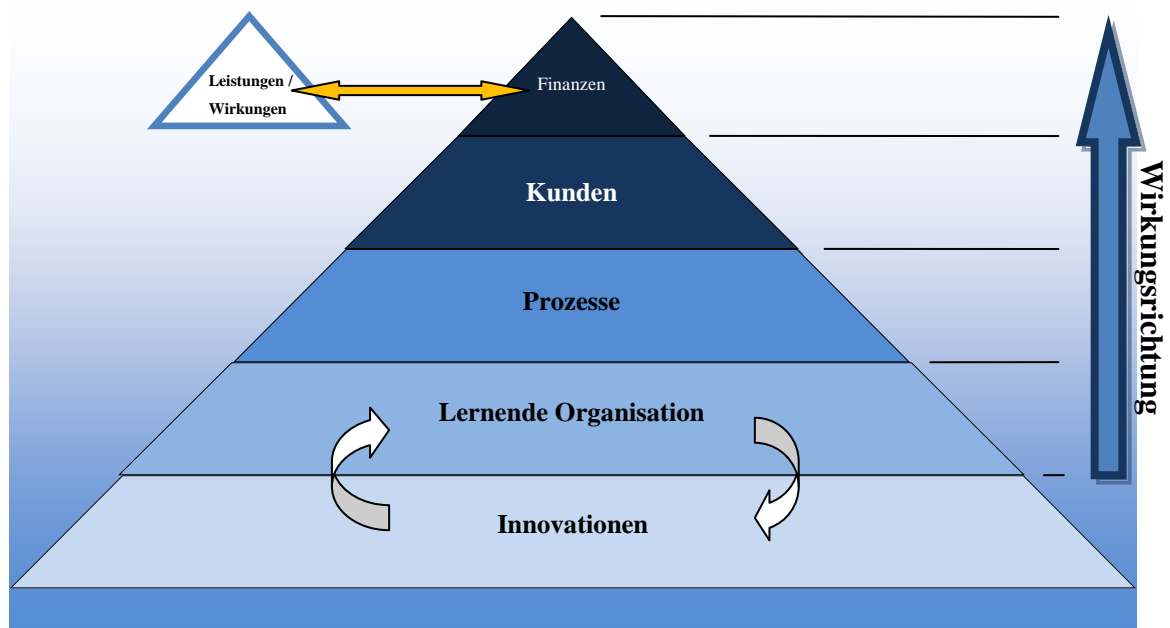 Leistungen /
Wirkungen
Finanzen
Kunden
Prozesse
Lernende Organisation
Innovationen
Wirkungsrichtung